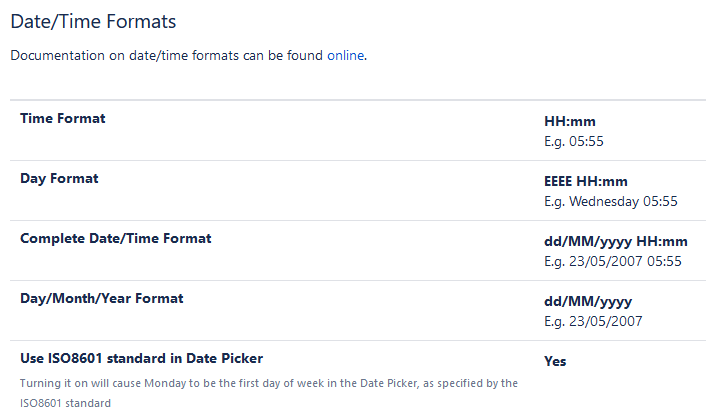 Date/Time Formats
Documentation on date/time formats can be found online.
Time Format
HH:mm
E.g. 05:55
Day Format
EEEE HH:mm
E.g. Wednesday 05:55
Complete Date/Time Format
dd/MM/yyyy HH:mm
E.g. 23/05/2007 05:55
Day/Month/Year Format
dd/MM/yyyy
E.g. 23/05/2007
Use ISO8601 standard in Date Picker
Yes
Turning it on will cause Monday to be the first day of week in the Date Picker, as specified by the
ISO8601 standard